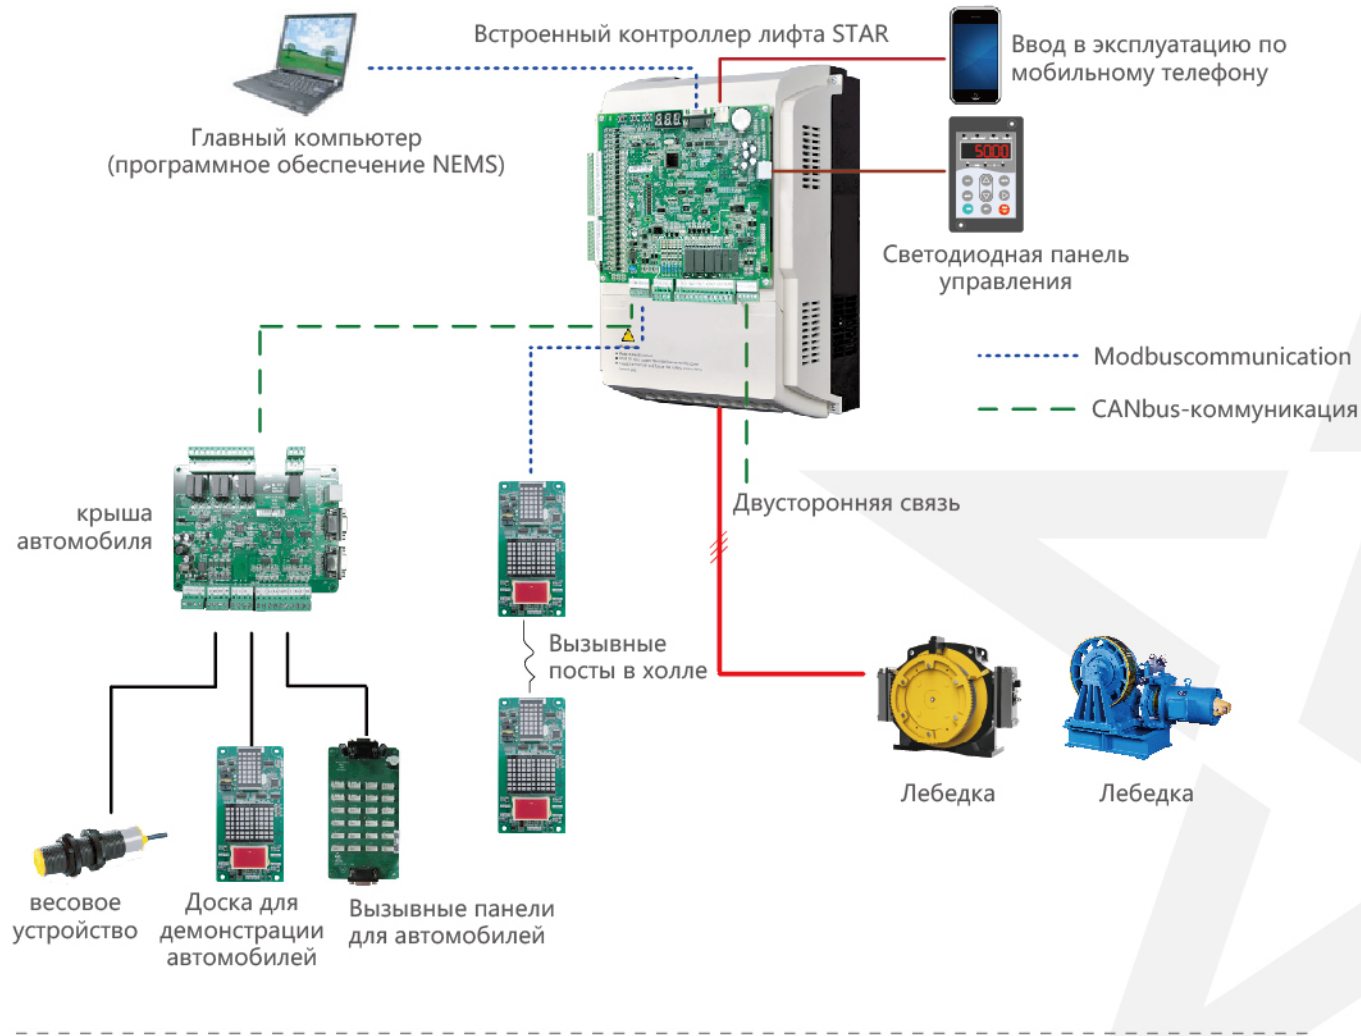 Встроенный контроллер лифта STAR
Ввод в эксплуатацию по
мобильному телефону
Главный компьютер
(программное обеспечение NEMS)
50.00
Светодиодная панель
управления
Modbuscommunication
CANbus-коммуникация
крыша
автомобиля
Двусторонняя связь
Вызывные
посты в холле
Лебедка
Лебедка
весовое
устройство
Доска для
демонстрации
автомобилей
Вызывные панели
для автомобилей